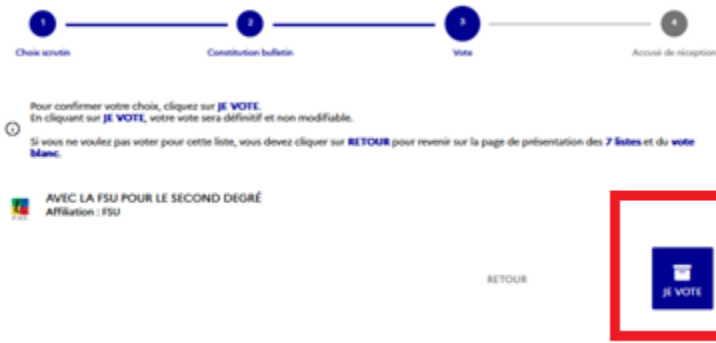 1 2 3 4
Choix scrutin Constitution bulletin Vote Accusé de réception
Pour confirmer votre choix, cliquez sur JE VOTE.
En cliquant sur JE VOTE, votre vote sera définitif et non modifiable.
Si vous ne voulez pas voter pour cette liste, vous devez cliquer sur RETOUR pour revenir sur la page de présentation des 7 listes et du vote
blanc.
AVEC LA FSU POUR LE SECOND DEGRÉ
Affiliation : FSU
RETOUR
JE VOTE